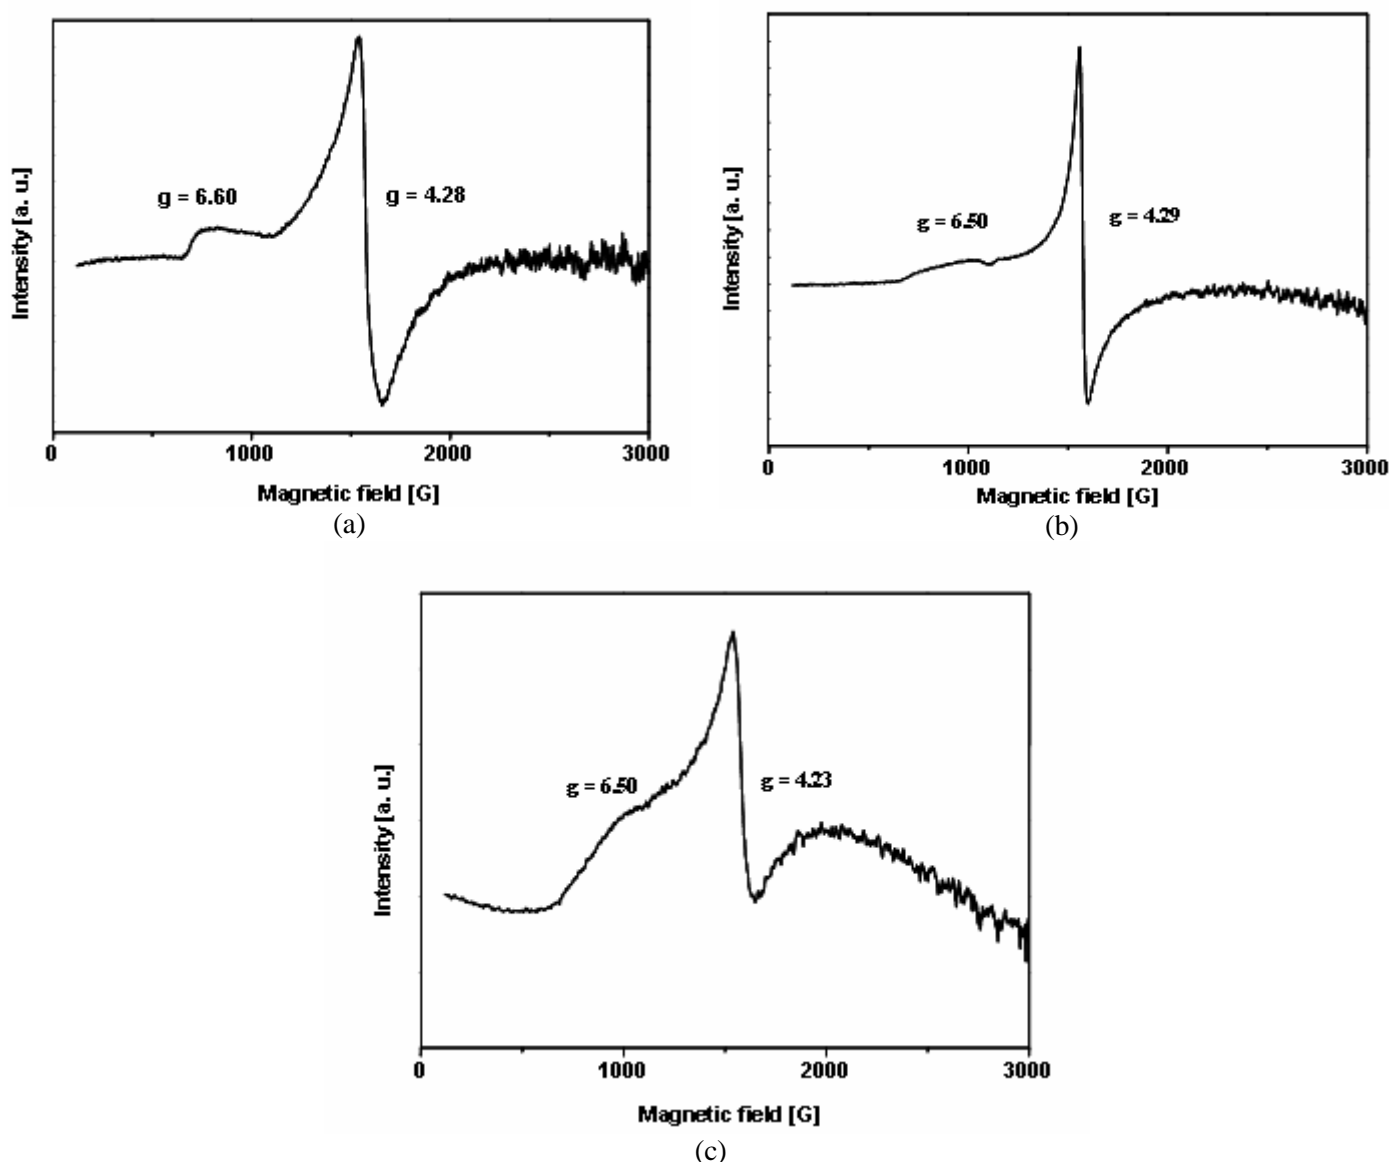 Intensity [a. u.]
g = 6.60
g = 4.28
0 1000 2000 3000
Magnetic field [G]
(a)
Intensity [a. u.]
g = 6.50
g = 4.29
0 1000 2000 3000
Magnetic field [G]
(b)
Intensity [a. u.]
g = 6.50
g = 4.23
0 1000 2000 3000
Magnetic field [G]
(c)